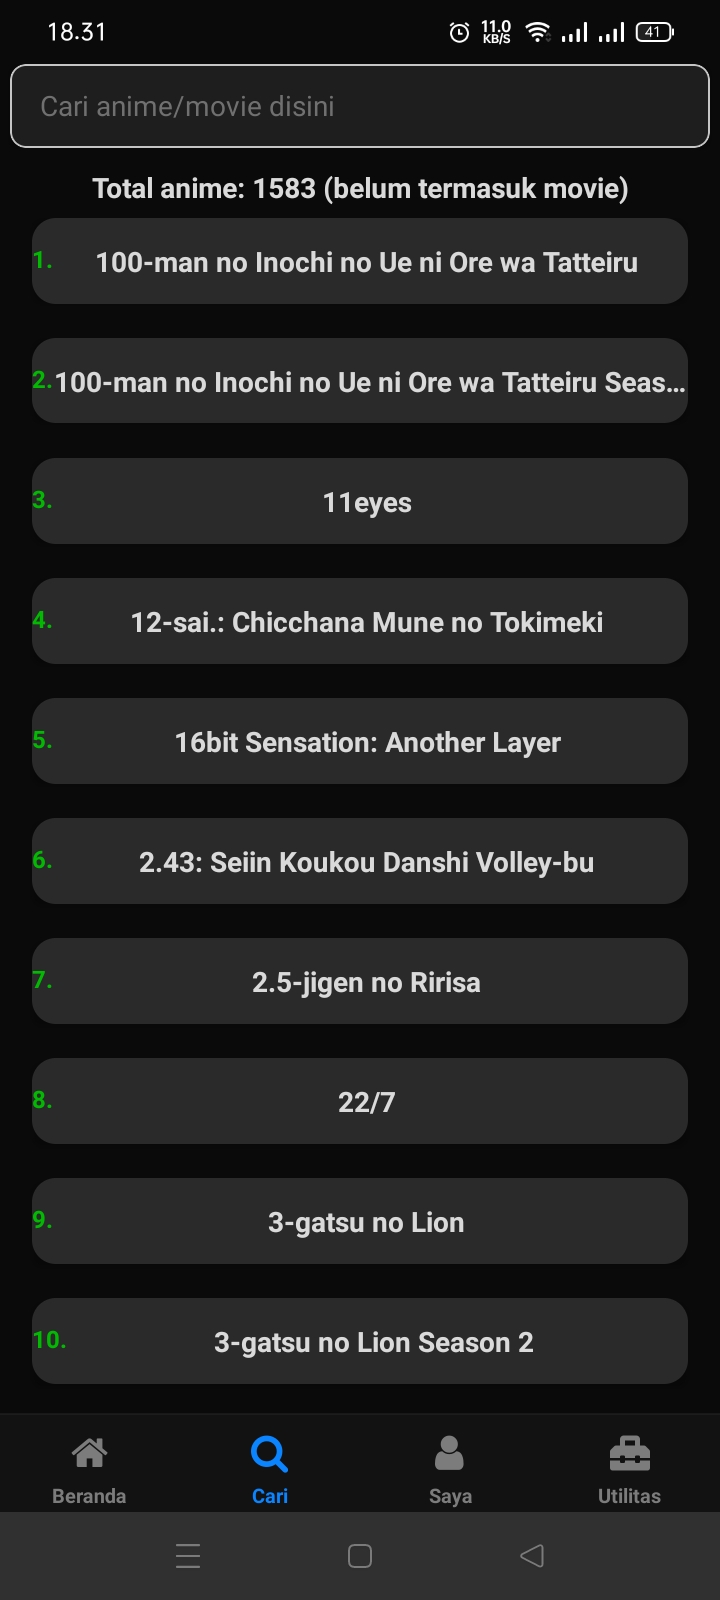 18.31
11.0
KB/S
41
Cari anime/movie disini
Total anime: 1583 (belum termasuk movie)
1. 100-man no Inochi no Ue ni Ore wa Tatteiru
2. 100-man no Inochi no Ue ni Ore wa Tatteiru Seas...
3. 11eyes
4. 12-sai.: Chicchana Mune no Tokimeki
5. 16bit Sensation: Another Layer
6. 2.43: Seiin Koukou Danshi Volley-bu
7. 2.5-jigen no Ririsa
8. 22/7
9. 3-gatsu no Lion
10. 3-gatsu no Lion Season 2
Beranda Cari Saya Utilitas